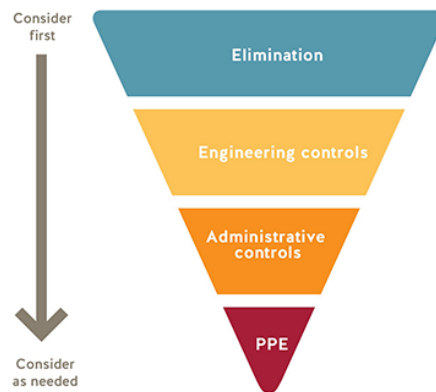 Consider
first
Elimination
Engineering controls
Administrative
controls
PPE
Consider
as needed